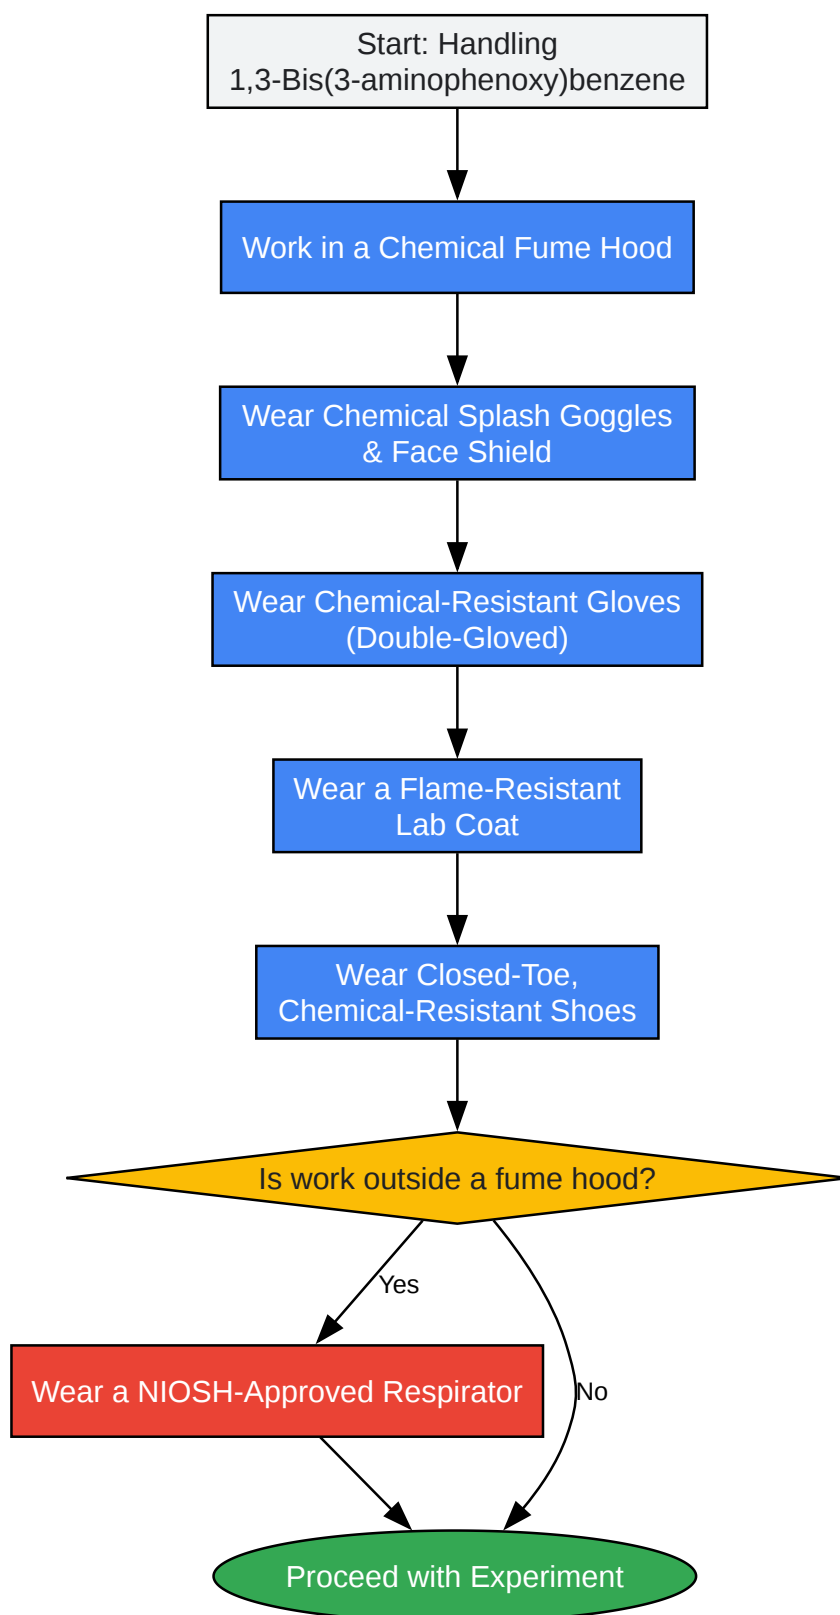 Start: Handling
1,3-Bis(3-aminophenoxy)benzene
Work in a Chemical Fume Hood
Wear Chemical Splash Goggles
& Face Shield
Wear Chemical-Resistant Gloves
(Double-Gloved)
Wear a Flame-Resistant
Lab Coat
Wear Closed-Toe,
Chemical-Resistant Shoes
Is work outside a fume hood?
Yes
Wear a NIOSH-Approved Respirator
No
Proceed with Experiment